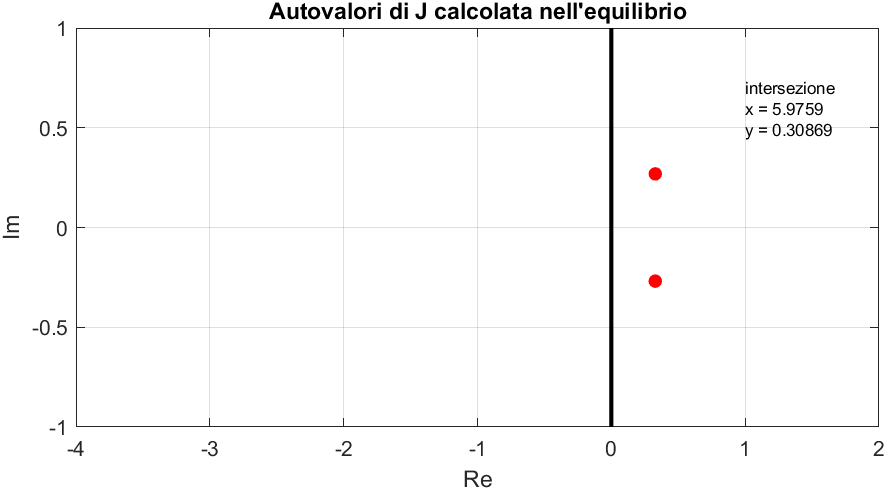 Autovalori di J calcolata nell'equilibrio
1
0.5
0
-0.5
-1
Im
intersezione
x = 5.9759
y = 0.30869
-4 -3 -2 -1 0 1 2
Re